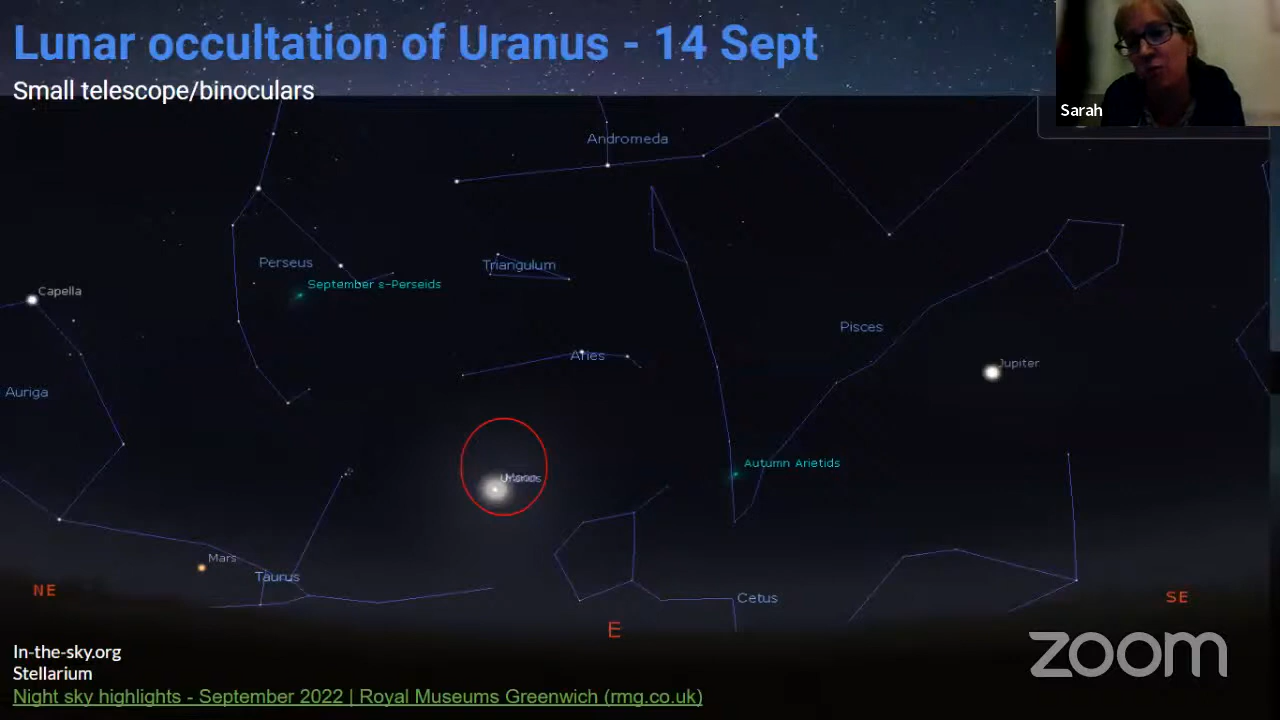 Lunar occultation of Uranus - 14 Sept
Small telescope/binoculars
Sarah
Andromeda
Perseus
Triangulum
September ε-Perseids
Capella
Pisces
Aries
Jupiter
Auriga
Autumn Arietids
Mars
Taurus
Cetus
NE
SE
E
In-the-sky.org
Stellarium
Night sky highlights - September 2022 | Royal Museums Greenwich (rmg.co.uk)
zoom